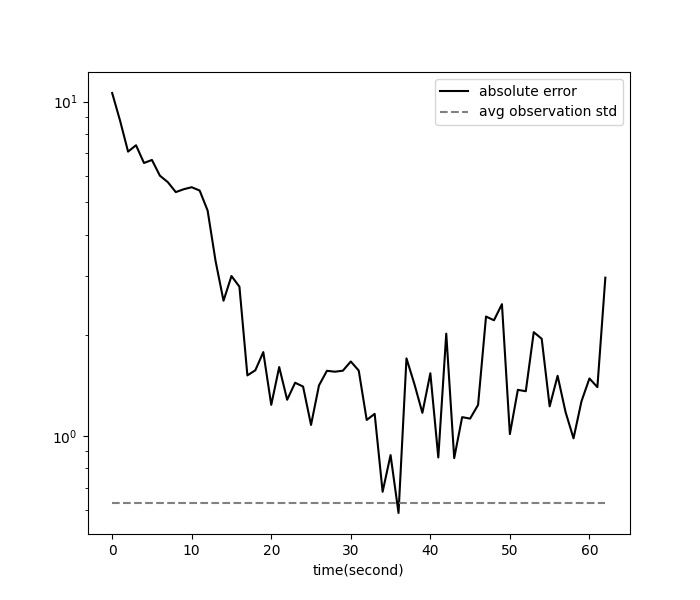 absolute error
avg observation std
10¹
10⁰
0 10 20 30 40 50 60
time(second)